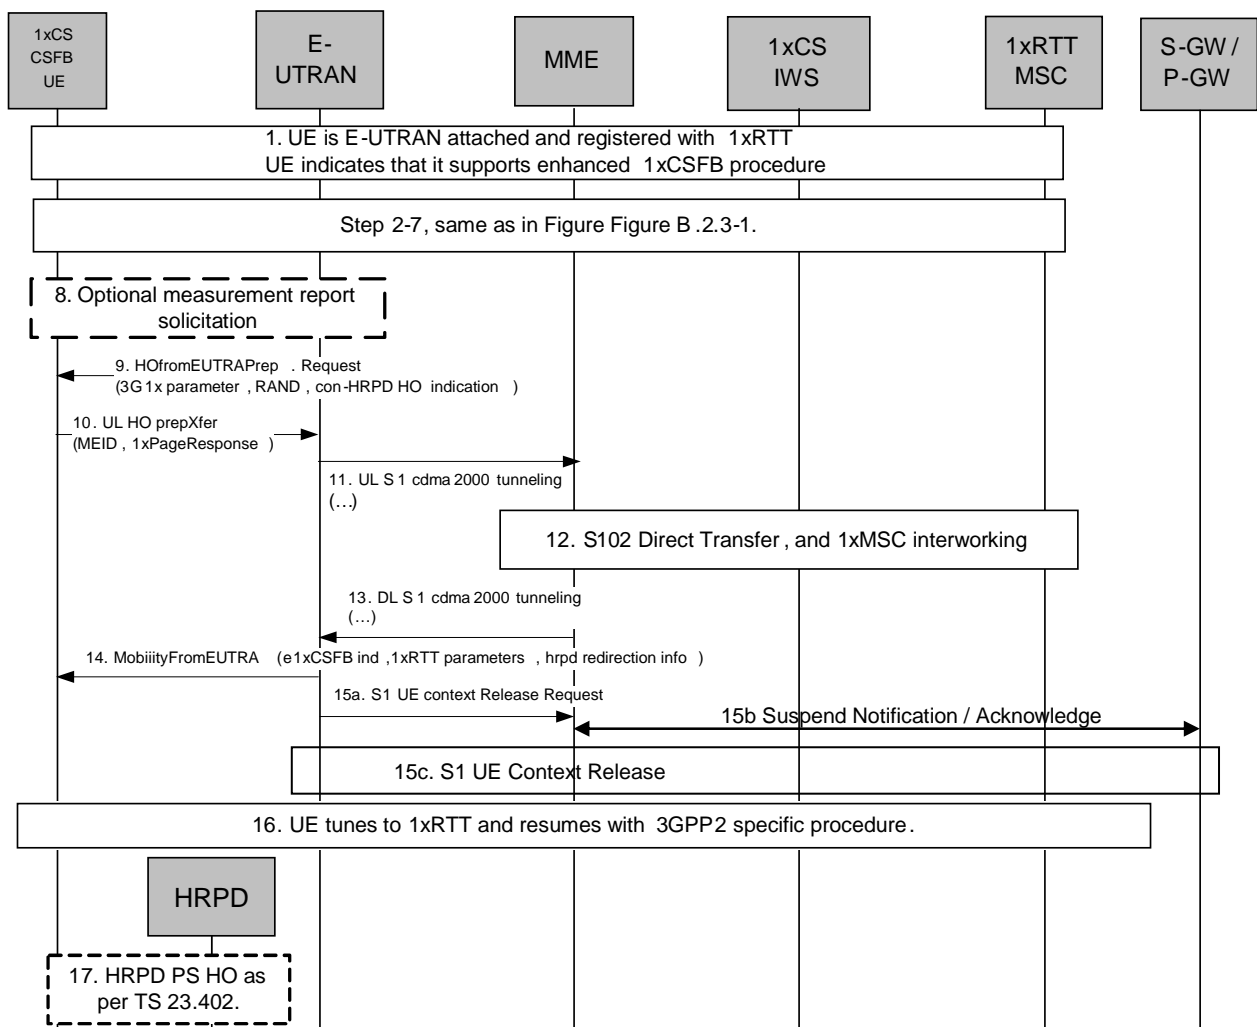 1xCS
CSFB
UE
E-
UTRAN
MME
1xCS
IWS
1xRTT
MSC
S-GW /
P-GW
1. UE is E-UTRAN attached and registered with 1xRTT
UE indicates that it supports enhanced 1xCSFB procedure
Step 2-7, same as in Figure Figure B .2.3-1.
8. Optional measurement report
solicitation
9. HOfromEUTRAPrep . Request
(3G1x parameter , RAND , con-HRPD HO indication )
10. UL HO prepXfer
(MEID , 1xPageResponse )
11. UL S 1 cdma 2000 tunneling
(...)
12. S102 Direct Transfer , and 1xMSC interworking
13. DL S 1 cdma 2000 tunneling
(...)
14. MobiiityFromEUTRA (e1xCSFB ind ,1xRTT parameters , hrpd redirection info )
15a. S1 UE context Release Request
15b Suspend Notification / Acknowledge
15c. S1 UE Context Release
16. UE tunes to 1xRTT and resumes with 3GPP2 specific procedure.
HRPD
17. HRPD PS HO as
per TS 23.402.